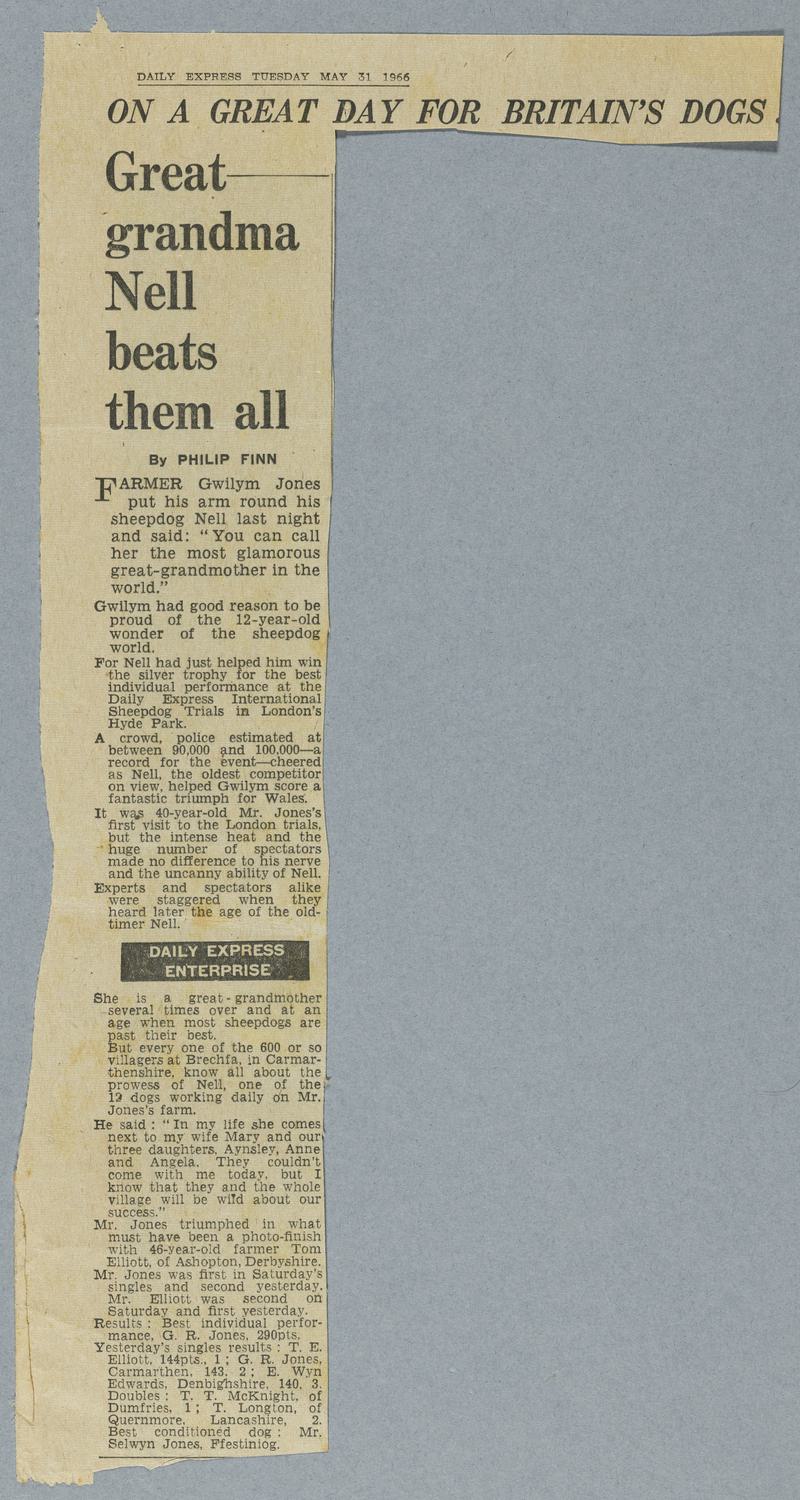 DAILY EXPRESS TUESDAY MAY 31 1966
ON A GREAT DAY FOR BRITAIN'S DOGS.
Great—
grandma
Nell
beats
them all
By PHILIP FINN
FARMER Gwilym Jones
put his arm round his
sheepdog Nell last night
and said: "You can call
her the most glamorous
great-grandmother in the
world."
Gwilym had good reason to be
proud of the 12-year-old
wonder of the sheepdog
world.
For Nell had just helped him win
the silver trophy for the best
individual performance at the
Daily Express International
Sheepdog Trials in London's
Hyde Park.
A crowd, police estimated at
between 90,000 and 100,000—a
record for the event—cheered
as Nell, the oldest competitor
on view, helped Gwilym score a
fantastic triumph for Wales.
It was 40-year-old Mr. Jones's
first visit to the London trials,
but the intense heat and the
huge number of spectators
made no difference to his nerve
and the uncanny ability of Nell.
Experts and spectators alike
were staggered when they
heard later the age of the old-
timer Nell.
DAILY EXPRESS
ENTERPRISE
She is a great-grandmother
several times over and at an
age when most sheepdogs are
past their best.
But every one of the 600 or so
villagers at Brechfa, in Carmar-
thenshire, know all about the
prowess of Nell, one of the
12 dogs working daily on Mr.
Jones's farm.
He said: "In my life she comes
next to my wife Mary and our
three daughters, Aynsley, Anne
and Angela. They couldn't
come with me today, but I
know that they and the whole
village will be wild about our
success."
Mr. Jones triumphed in what
must have been a photo-finish
with 46-year-old farmer Tom
Elliott, of Ashopton, Derbyshire.
Mr. Jones was first in Saturday's
singles and second yesterday.
Mr. Elliott was second on
Saturday and first yesterday.
Results: Best individual perfor-
mance, G. R. Jones, 290pts.
Yesterday's singles results: T. E.
Elliott, 144pts., 1; G. R. Jones,
Carmarthen, 143, 2; E. Wyn
Edwards, Denbighshire, 140, 3.
Doubles: T. T. McKnight, of
Dumfries, 1; T. Longton, of
Quernmore, Lancashire, 2.
Best conditioned dog: Mr.
Selwyn Jones, Ffestiniog.